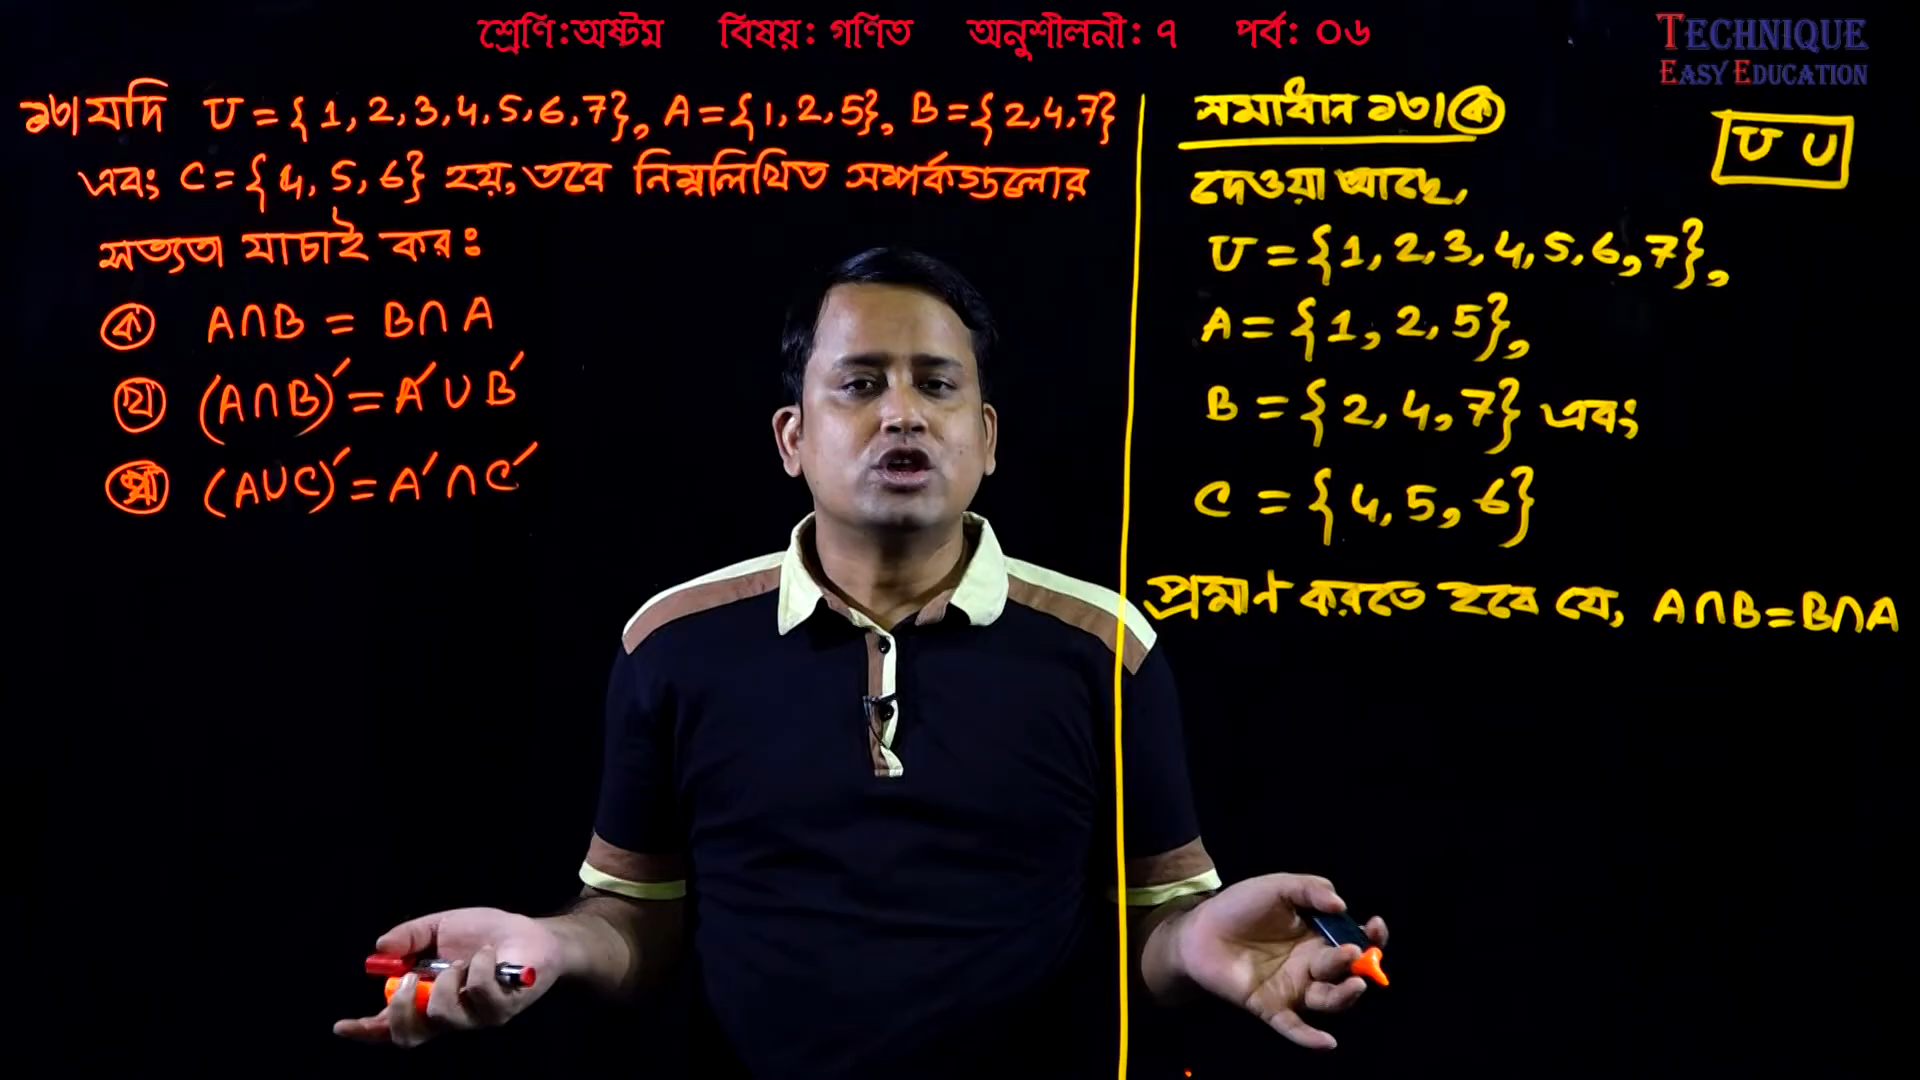 শ্রেণি:অষ্টম বিষয়: গণিত অনুশীলনী: ৭ পর্ব: ০৬
TECHNIQUE
EASY EDUCATION
১৩। যদি U = {1, 2, 3, 4, 5, 6, 7}, A = {1, 2, 5}, B = {2, 4, 7}
এবং C = {4, 5, 6} হয়, তবে নিম্নলিখিত সম্পর্কগুলোর
সত্যতা যাচাই কর:
ক A∩B = B∩A
খ (A∩B)′ = A′∪B′
(A∪C)′ = A′∩C′
সমাধান ১৩।ক
U U
দেওয়া আছে,
U = {1, 2, 3, 4, 5, 6, 7},
A = {1, 2, 5},
B = {2, 4, 7} এবং
C = {4, 5, 6}
প্রমাণ করতে হবে যে, A∩B = B∩A